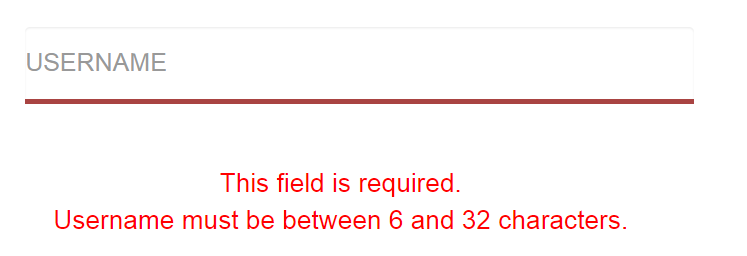 USERNAME
This field is required.
Username must be between 6 and 32 characters.